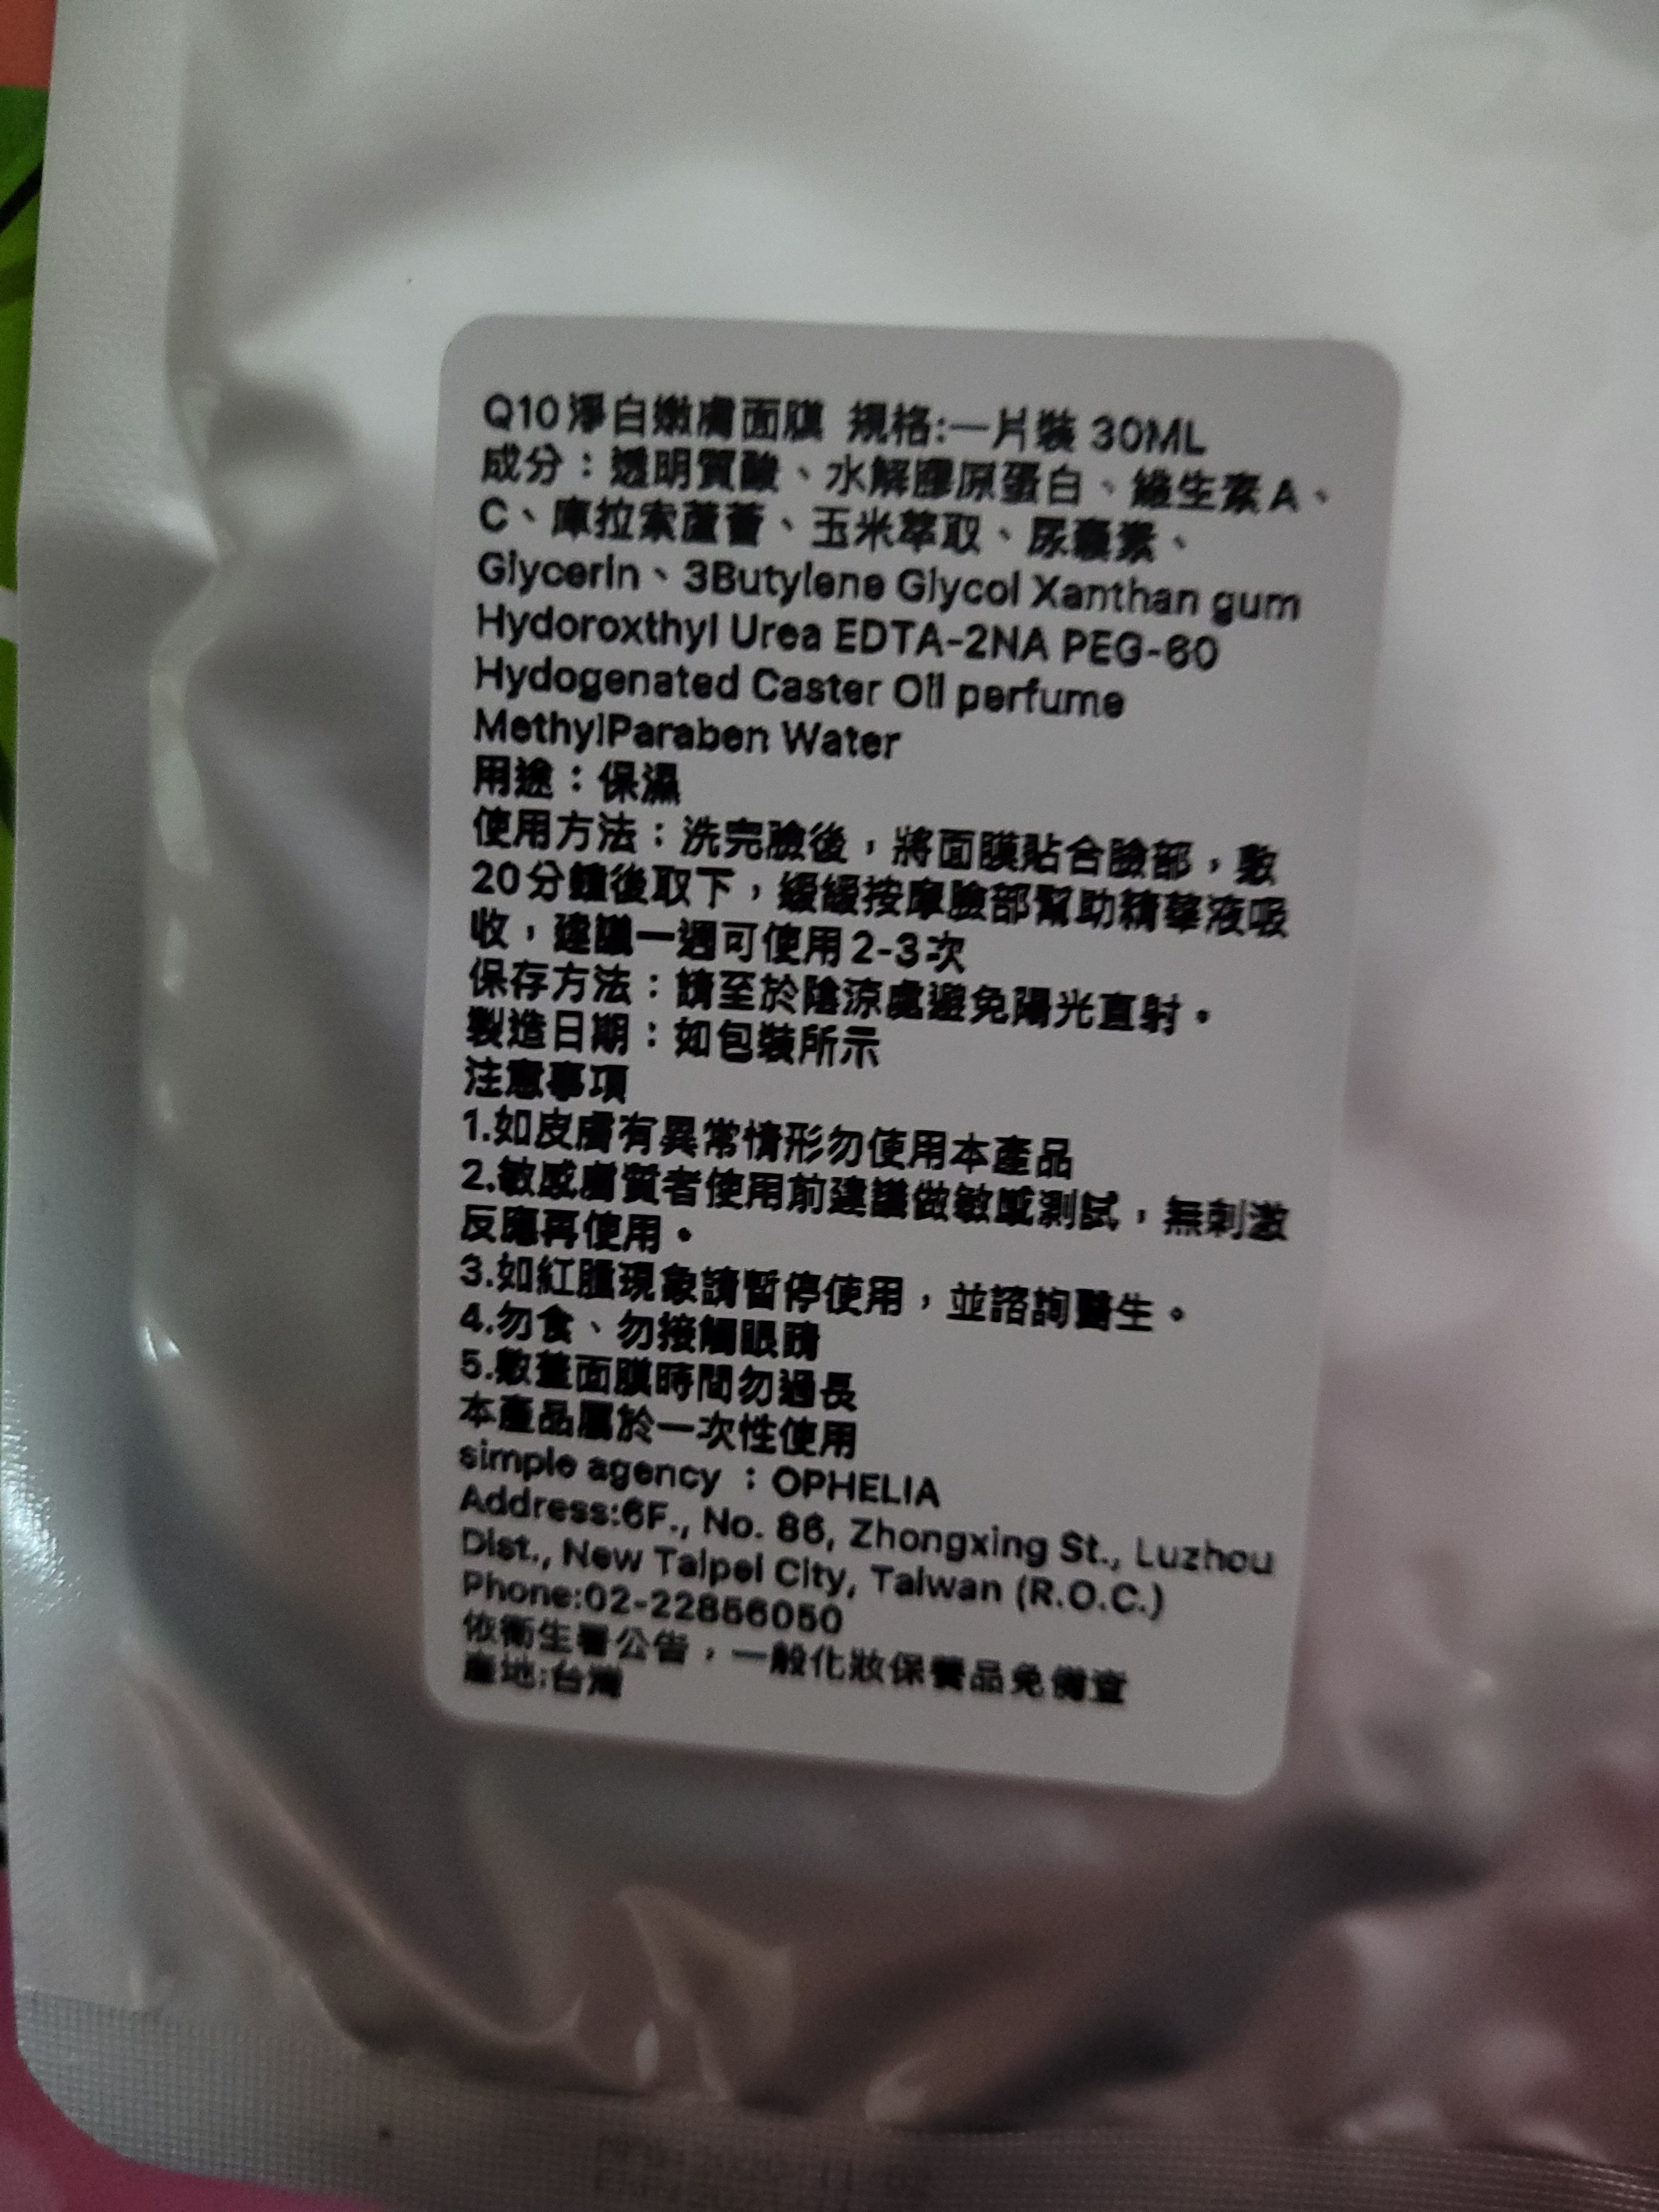 Q10淨白嫩膚面膜 規格:一片裝 30ML
成分：透明質酸、水解膠原蛋白、維生素A、
C、庫拉索蘆薈、玉米萃取、尿囊素、
Glycerin、3Butylene Glycol Xanthan gum
Hydoroxthyl Urea EDTA-2NA PEG-60
Hydogenated Caster Oil perfume
MethylParaben Water
用途：保濕
使用方法：洗完臉後，將面膜貼合臉部，敷
20分鐘後取下，緩緩按摩臉部幫助精華液吸
收，建議一週可使用2-3次
保存方法：請至於陰涼處避免陽光直射。
製造日期：如包裝所示
注意事項
1.如皮膚有異常情形勿使用本產品
2.敏感膚質者使用前建議做敏感測試，無刺激
反應再使用。
3.如紅腫現象請暫停使用，並諮詢醫生。
4.勿食、勿接觸眼睛
5.敷蓋面膜時間勿過長
本產品屬於一次性使用
simple agency ：OPHELIA
Address:6F., No. 86, Zhongxing St., Luzhou
Dist., New Taipei City, Taiwan (R.O.C.)
Phone:02-22856050
依衛生署公告，一般化妝保養品免備查
產地:台灣